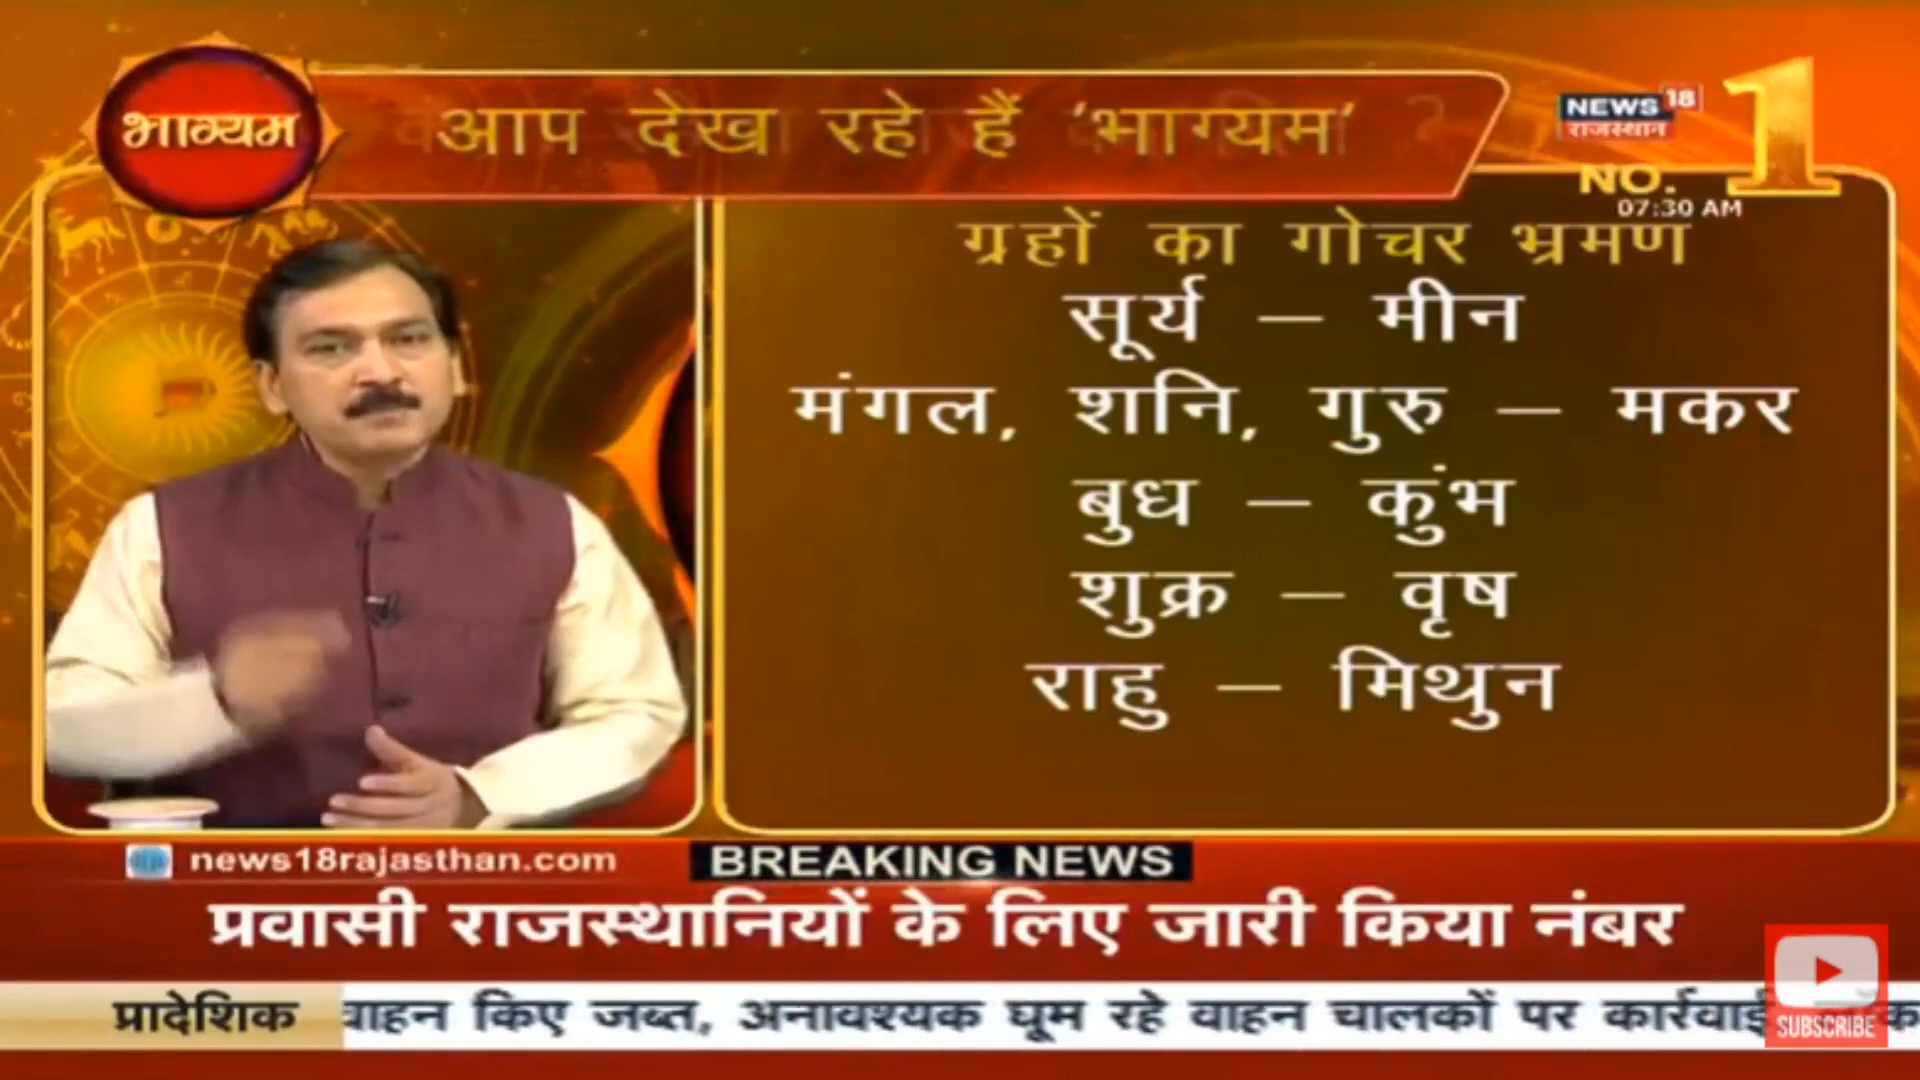 भाग्यम
आप देख रहे हैं 'भाग्यम'
NEWS 18
राजस्थान
NO. 1
07:30 AM
ग्रहों का गोचर भ्रमण
सूर्य – मीन
मंगल, शनि, गुरु – मकर
बुध – कुंभ
शुक्र – वृष
राहु – मिथुन
news18rajasthan.com
BREAKING NEWS
प्रवासी राजस्थानियों के लिए जारी किया नंबर
प्रादेशिक
वाहन किए जब्त, अनावश्यक घूम रहे वाहन चालकों पर कार्रवाई
SUBSCRIBE